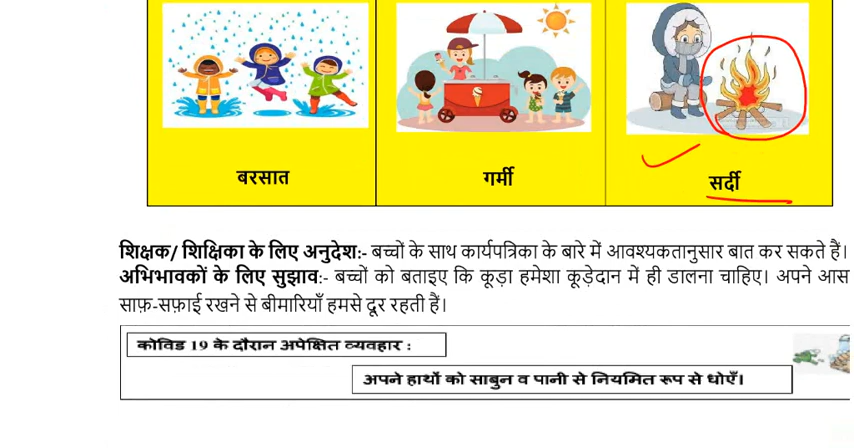 बरसात गर्मी सर्दी
शिक्षक/ शिक्षिका के लिए अनुदेश:- बच्चों के साथ कार्यपत्रिका के बारे में आवश्यकतानुसार बात कर सकते हैं।
अभिभावकों के लिए सुझाव:- बच्चों को बताइए कि कूड़ा हमेशा कूड़ेदान में ही डालना चाहिए। अपने आस
साफ़-सफ़ाई रखने से बीमारियाँ हमसे दूर रहती हैं।
कोविड 19 के दौरान अपेक्षित व्यवहार :
अपने हाथों को साबुन व पानी से नियमित रूप से धोएँ।